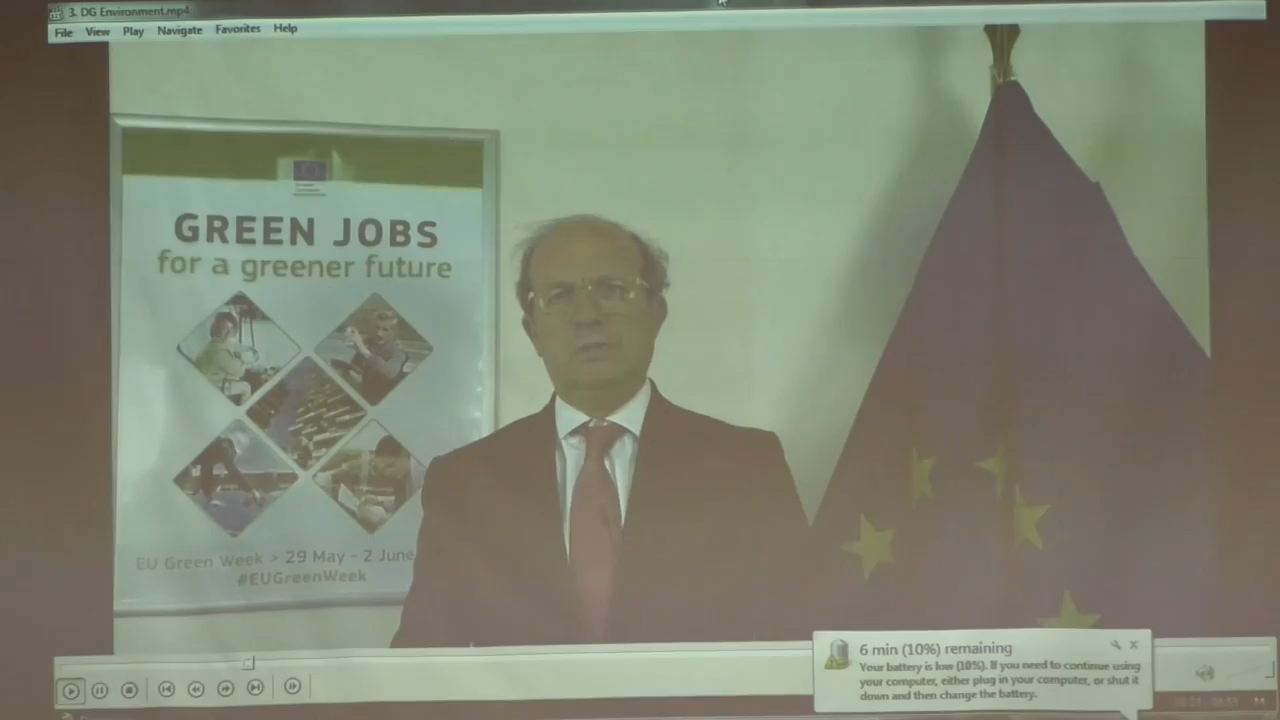 3. DG Environment.mp4
File View Play Navigate Favorites Help
GREEN JOBS
for a greener future
EU Green Week > 29 May - 2 June
#EUGreenWeek
6 min (10%) remaining
Your battery is low (10%). If you need to continue using
your computer, either plug in your computer, or shut it
down and then change the battery.